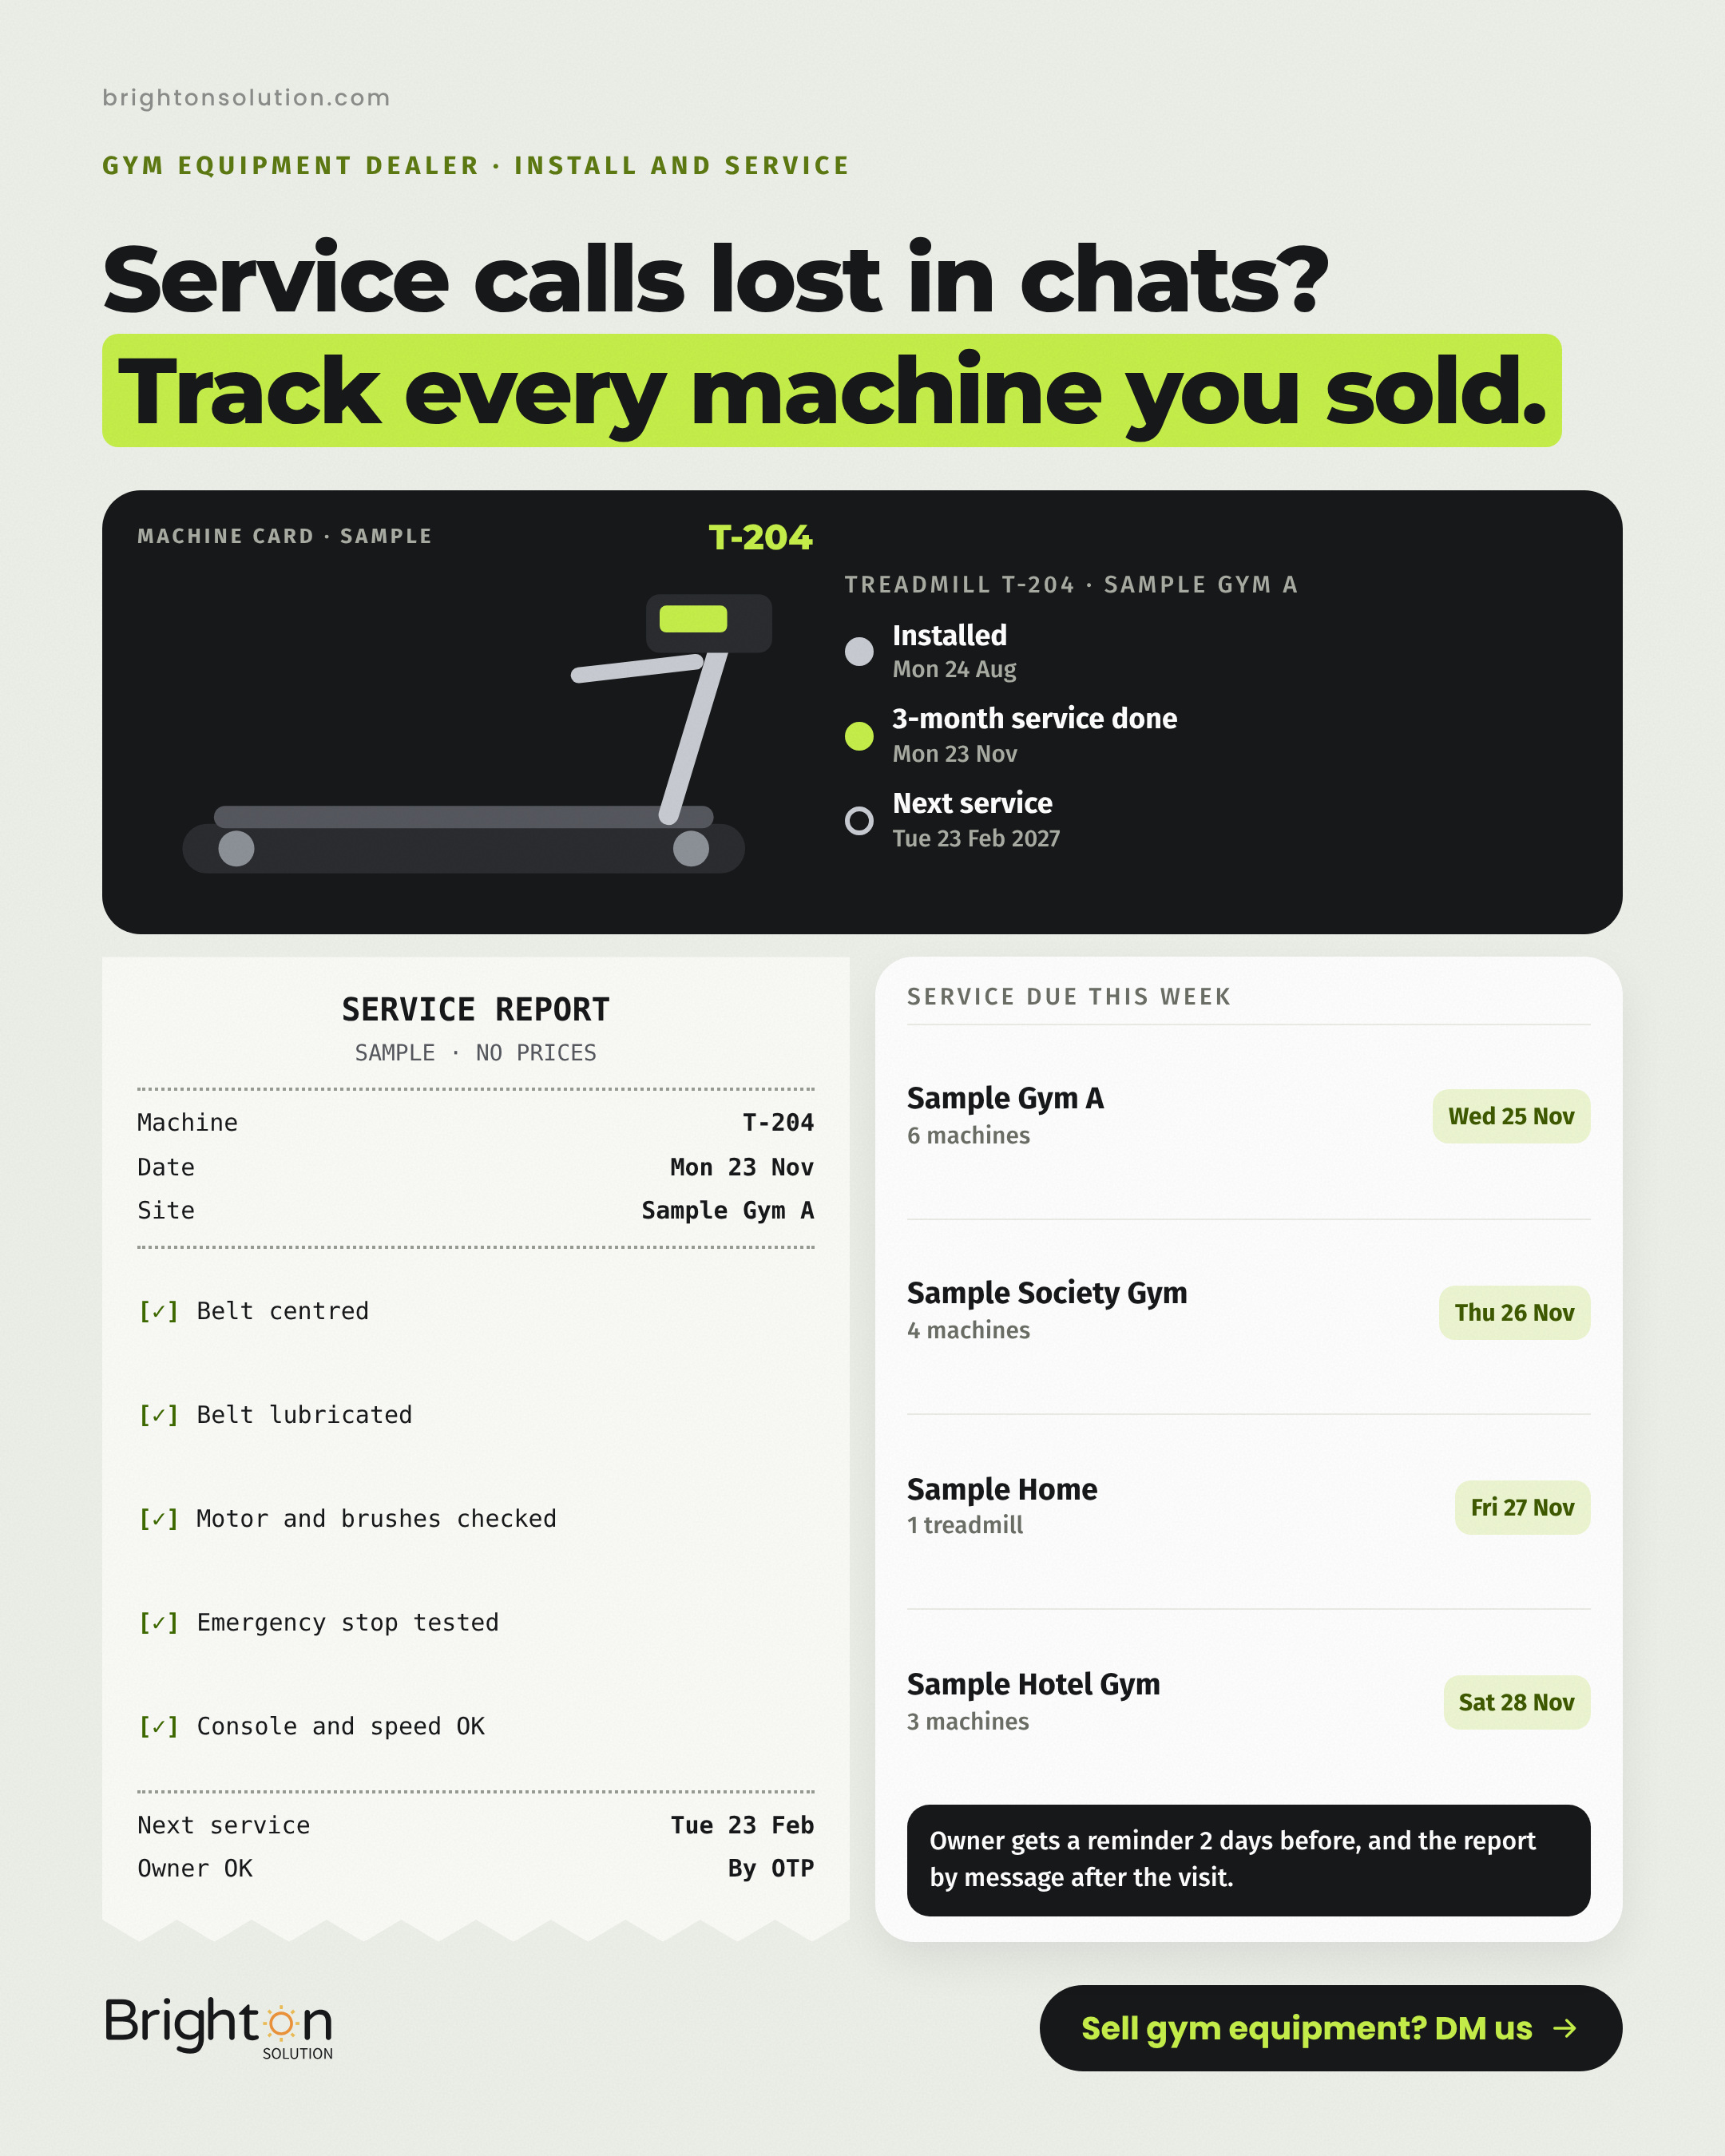 brightonsolution.com
GYM EQUIPMENT DEALER · INSTALL AND SERVICE
Service calls lost in chats?
Track every machine you sold.
MACHINE CARD · SAMPLE
T-204
TREADMILL T-204 · SAMPLE GYM A
Installed
Mon 24 Aug
3-month service done
Mon 23 Nov
Next service
Tue 23 Feb 2027
SERVICE REPORT
SAMPLE · NO PRICES
Machine T-204
Date Mon 23 Nov
Site Sample Gym A
[✓] Belt centred
[✓] Belt lubricated
[✓] Motor and brushes checked
[✓] Emergency stop tested
[✓] Console and speed OK
Next service Tue 23 Feb
Owner OK By OTP
SERVICE DUE THIS WEEK
Sample Gym A
6 machines
Wed 25 Nov
Sample Society Gym
4 machines
Thu 26 Nov
Sample Home
1 treadmill
Fri 27 Nov
Sample Hotel Gym
3 machines
Sat 28 Nov
Owner gets a reminder 2 days before, and the report
by message after the visit.
Brighton
SOLUTION
Sell gym equipment? DM us →